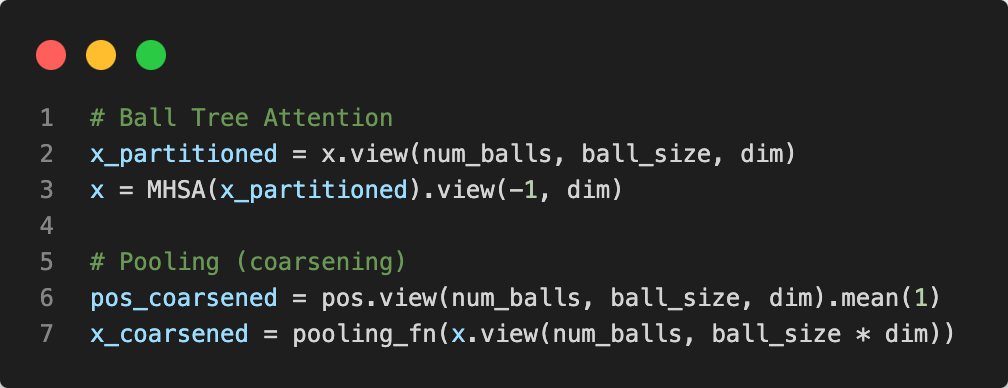 1 # Ball Tree Attention
2 x_partitioned = x.view(num_balls, ball_size, dim)
3 x = MHSA(x_partitioned).view(-1, dim)
4
5 # Pooling (coarsening)
6 pos_coarsened = pos.view(num_balls, ball_size, dim).mean(1)
7 x_coarsened = pooling_fn(x.view(num_balls, ball_size * dim))